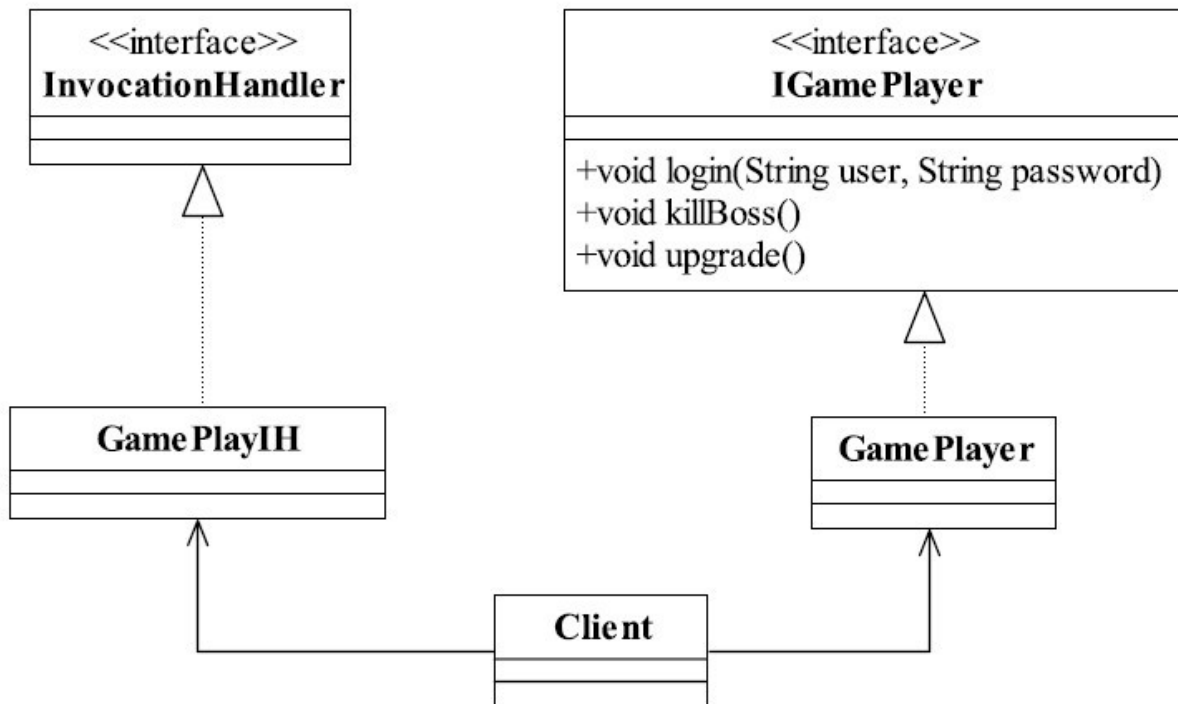 <<interface>>
InvocationHandler
<<interface>>
IGamePlayer
+void login(String user, String password)
+void killBoss()
+void upgrade()
GamePlayIH
GamePlayer
Client